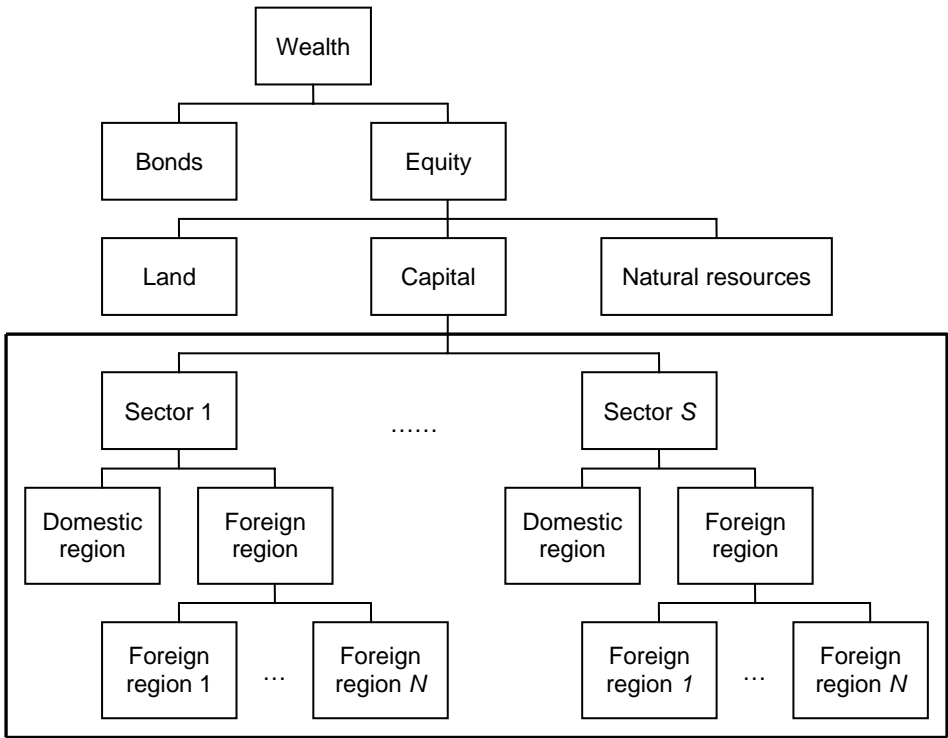 Wealth
Bonds
Equity
Land
Capital
Natural resources
Sector 1
……
Sector S
Domestic
region
Foreign
region
Domestic
region
Foreign
region
Foreign
region 1
…
Foreign
region N
Foreign
region 1
…
Foreign
region N